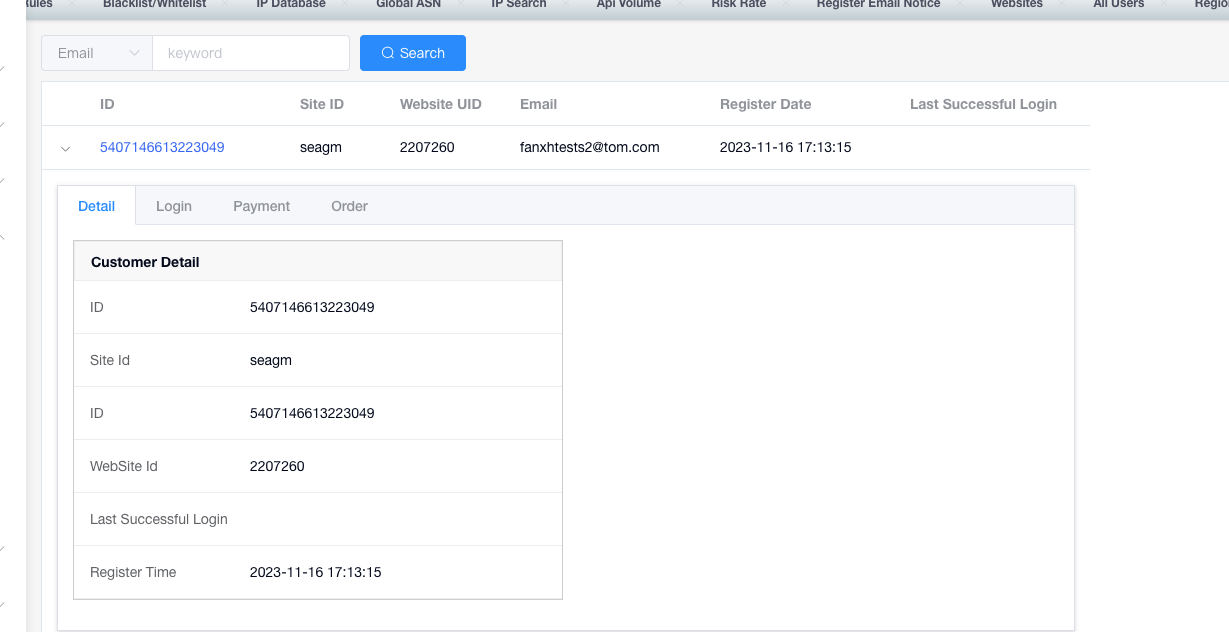 Blacklist/Whitelist IP Database Global ASN IP Search Api Volume Risk Rate Register Email Notice Websites All Users
Email keyword Search
ID Site ID Website UID Email Register Date Last Successful Login
5407146613223049 seagm 2207260 fanxhtests2@tom.com 2023-11-16 17:13:15
Detail Login Payment Order
Customer Detail
ID 5407146613223049
Site Id seagm
ID 5407146613223049
WebSite Id 2207260
Last Successful Login
Register Time 2023-11-16 17:13:15